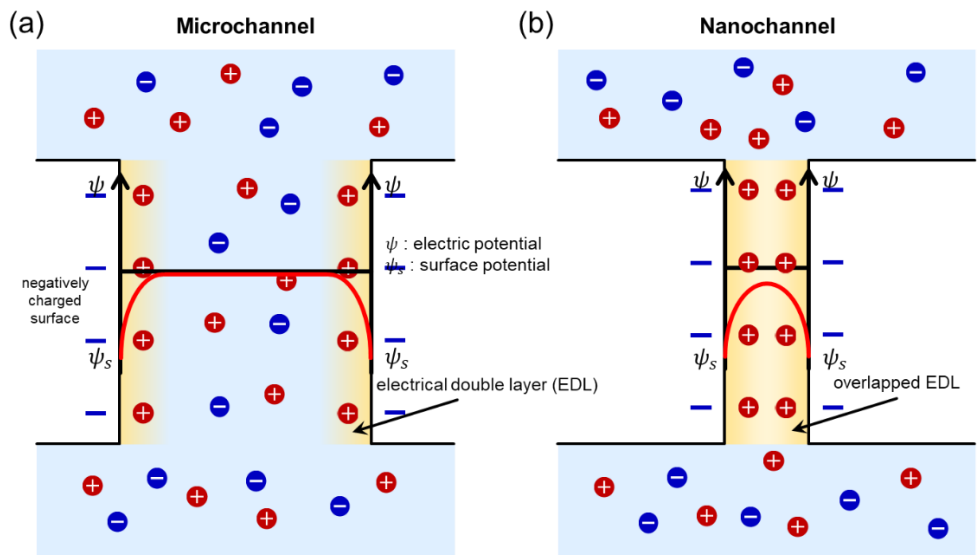 (a)
Microchannel
(b)
Nanochannel
ψ
ψ
ψ
ψ
ψ : electric potential
ψₛ : surface potential
negatively
charged
surface
ψₛ
ψₛ
ψₛ
ψₛ
electrical double layer (EDL)
overlapped EDL